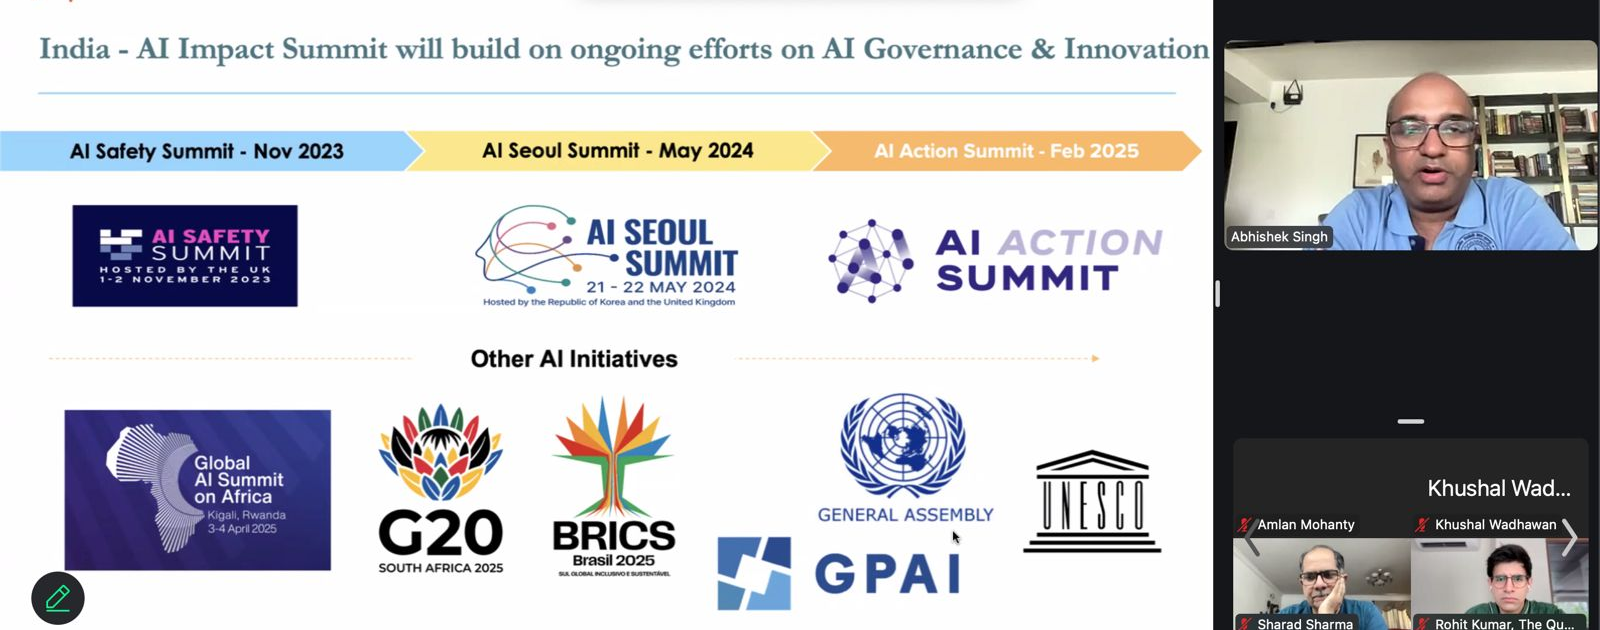 India - AI Impact Summit will build on ongoing efforts on AI Governance & Innovation
AI Safety Summit - Nov 2023
AI Seoul Summit - May 2024
AI Action Summit - Feb 2025
AI SAFETY
SUMMIT
HOSTED BY THE UK
1-2 NOVEMBER 2023
AI SEOUL
SUMMIT
21 - 22 MAY 2024
Hosted by the Republic of Korea and the United Kingdom
AI ACTION
SUMMIT
Other AI Initiatives
Global
AI Summit
on Africa
Kigali, Rwanda
3-4 April 2025
G20
SOUTH AFRICA 2025
BRICS
Brasil 2025
SUL GLOBAL INCLUSIVO E SUSTENTÁVEL
GENERAL ASSEMBLY
GPAI
UNESCO
Abhishek Singh
Khushal Wad...
Amlan Mohanty
Khushal Wadhawan
Sharad Sharma
Rohit Kumar, The Qu...